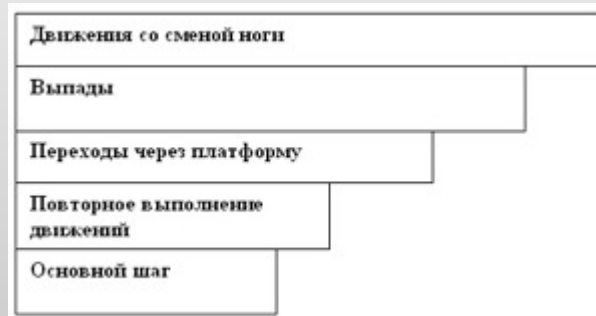 Движения со сменой ноги
Выпады
Переходы через платформу
Повторное выполнение
движений
Основной шаг